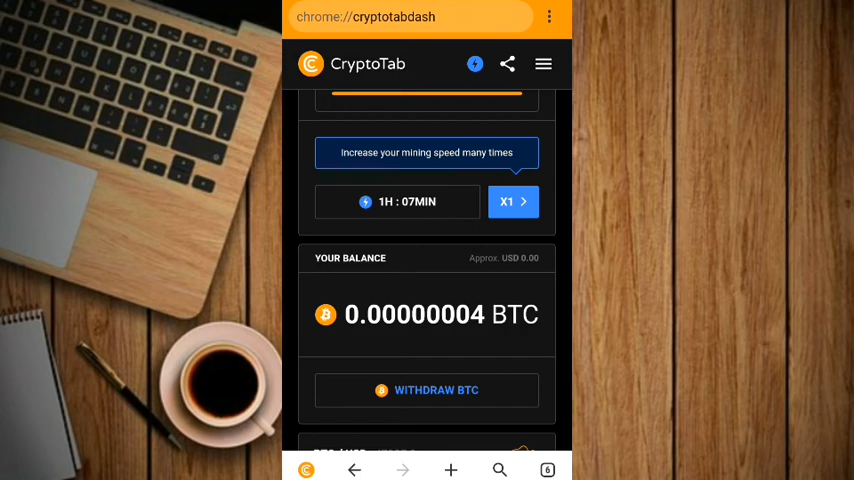 chrome://cryptotabdash
CryptoTab
Increase your mining speed many times
1H : 07MIN
X1 >
YOUR BALANCE
Approx. USD 0.00
0.00000004 BTC
WITHDRAW BTC
6